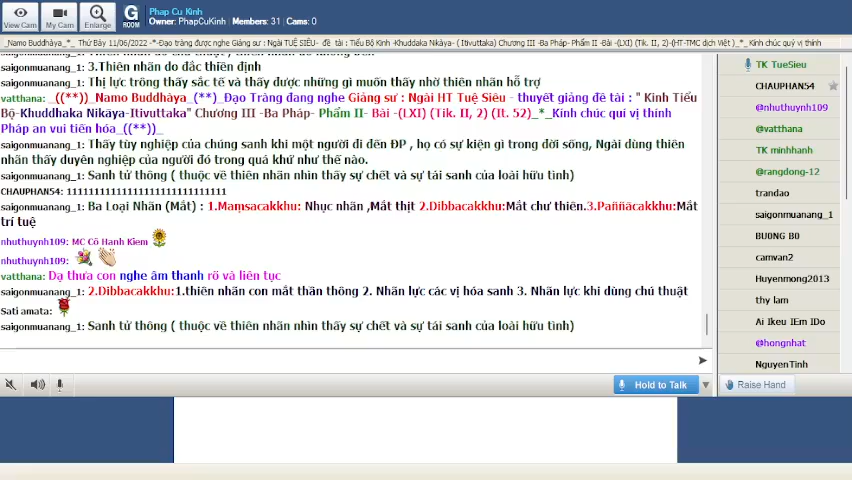 Phap Cu Kinh
Owner: PhapCuKinh Members: 31 Cams: 0
View Cam My Cam Enlarge G ROOM
_Namo Buddhàya_*_ Thứ Bảy 11/06/2022 -*-Đạo tràng được nghe Giảng sư : Ngài TUỆ SIÊU- đề tài : Tiểu Bộ Kinh -Khuddaka Nikàya- ( Itivuttaka) Chương III -Ba Pháp- Phẩm II -Bài -(LXI) (Tik. II, 2)-(HT-TMC dịch Việt )_*_Kính chúc quý vị thính
saigonmuanang_1: 3.Thiên nhãn do đắc thiền định
saigonmuanang_1: Thị lực trông thấy sắc tế và thấy được những gì muốn thấy nhờ thiên nhãn hỗ trợ
vatthana: _((**))_Namo Buddhàya_(**)_Đạo Tràng đang nghe Giảng sư : Ngài HT Tuệ Siêu - thuyết giảng đề tài : " Kinh Tiểu
Bộ-Khuddhaka Nikàya-Itivuttaka" Chương III -Ba Pháp- Phẩm II- Bài -(LXI) (Tik. II, 2) (It. 52)_*_Kính chúc quí vị thính
Pháp an vui tiến hóa_((**))_
saigonmuanang_1: Thấy tùy nghiệp của chúng sanh khi một người đi đến ĐP , họ có sự kiện gì trong đời sống, Ngài dùng thiên
nhãn thấy duyên nghiệp của người đó trong quá khứ như thế nào.
saigonmuanang_1: Sanh tử thông ( thuộc về thiên nhãn nhìn thấy sự chết và sự tái sanh của loài hữu tình)
CHAUPHAN54: 11111111111111111111111111111
saigonmuanang_1: Ba Loại Nhãn (Mắt) : 1.Maṃsacakkhu: Nhục nhãn ,Mắt thịt 2.Dibbacakkhu:Mắt chư thiên.3.Paññācakkhu:Mắt
trí tuệ
nhuthuynh109: MC Cô Hanh Kiem
nhuthuynh109:
vatthana: Dạ thưa con nghe âm thanh rõ và liên tục
saigonmuanang_1: 2.Dibbacakkhu:1.thiên nhãn con mắt thần thông 2. Nhãn lực các vị hóa sanh 3. Nhãn lực khi dùng chú thuật
Sati amata:
saigonmuanang_1: Sanh tử thông ( thuộc về thiên nhãn nhìn thấy sự chết và sự tái sanh của loài hữu tình)
Hold to Talk
TK TueSieu
CHAUPHAN54
@nhuthuynh109
@vatthana
TK minhhanh
@rangdong-12
trandao
saigonmuanang_1
BU0NG B0
camvan2
Huyenmong2013
thy lam
Ai Ikeu IEm IDo
@hongnhat
NguyenTinh
Raise Hand